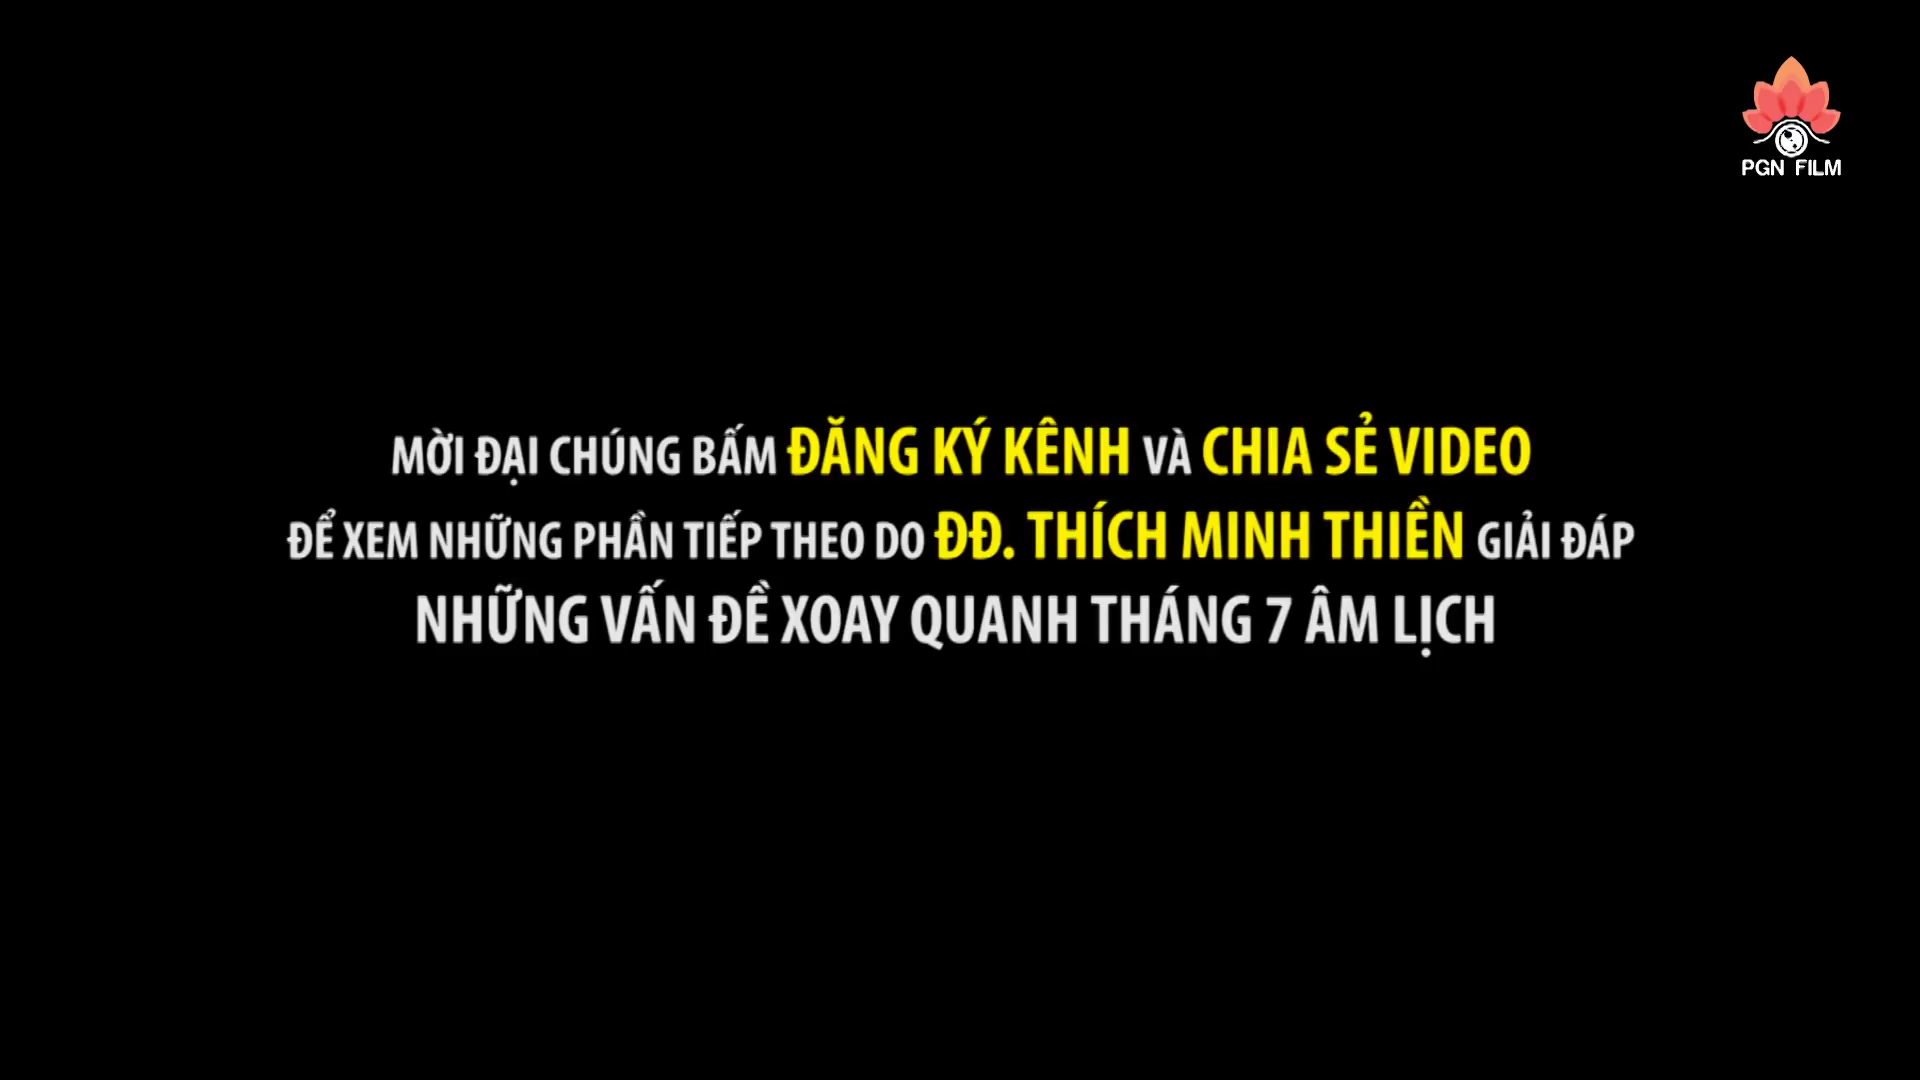 PGN FILM
MỜI ĐẠI CHÚNG BẤM ĐĂNG KÝ KÊNH VÀ CHIA SẺ VIDEO
ĐỂ XEM NHỮNG PHẦN TIẾP THEO DO ĐĐ. THÍCH MINH THIỀN GIẢI ĐÁP
NHỮNG VẤN ĐỀ XOAY QUANH THÁNG 7 ÂM LỊCH